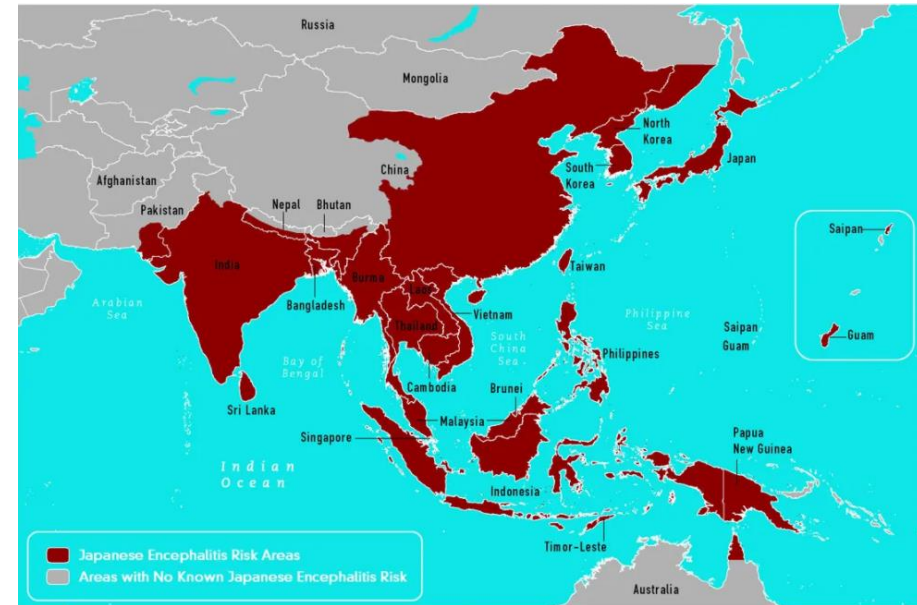 Russia
Mongolia
North
Korea
China
South
Korea
Japan
Afghanistan
Pakistan
Nepal
Bhutan
Saipan
India
Burma
Taiwan
Bangladesh
Laos
Arabian
Sea
Vietnam
Philippine
Sea
Thailand
Saipan
Guam
Guam
South
China
Sea
Bay of
Bengal
Philippines
Cambodia
Brunei
Sri Lanka
Malaysia
Singapore
Papua
New Guinea
Indian
Ocean
Indonesia
Timor-Leste
Japanese Encephalitis Risk Areas
Areas with No Known Japanese Encephalitis Risk
Australia